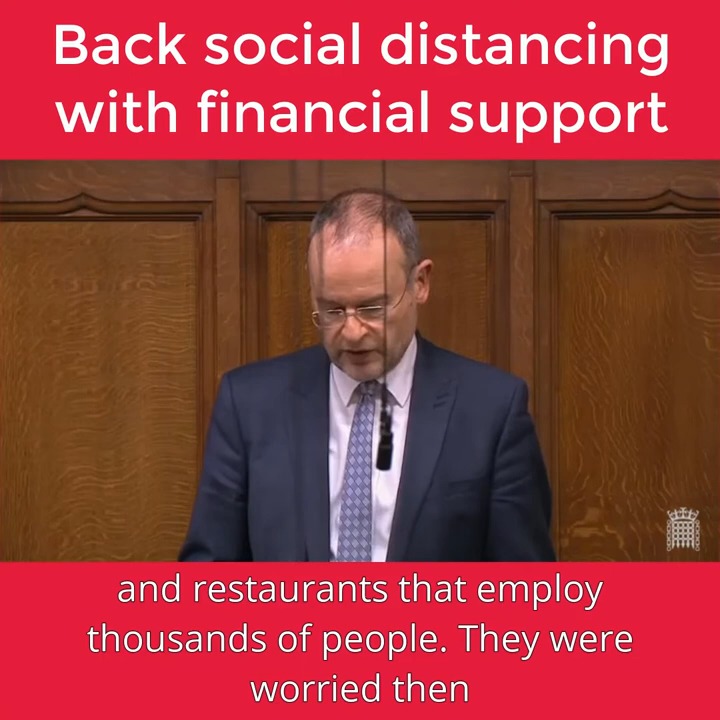 Back social distancing
with financial support
and restaurants that employ
thousands of people. They were
worried then